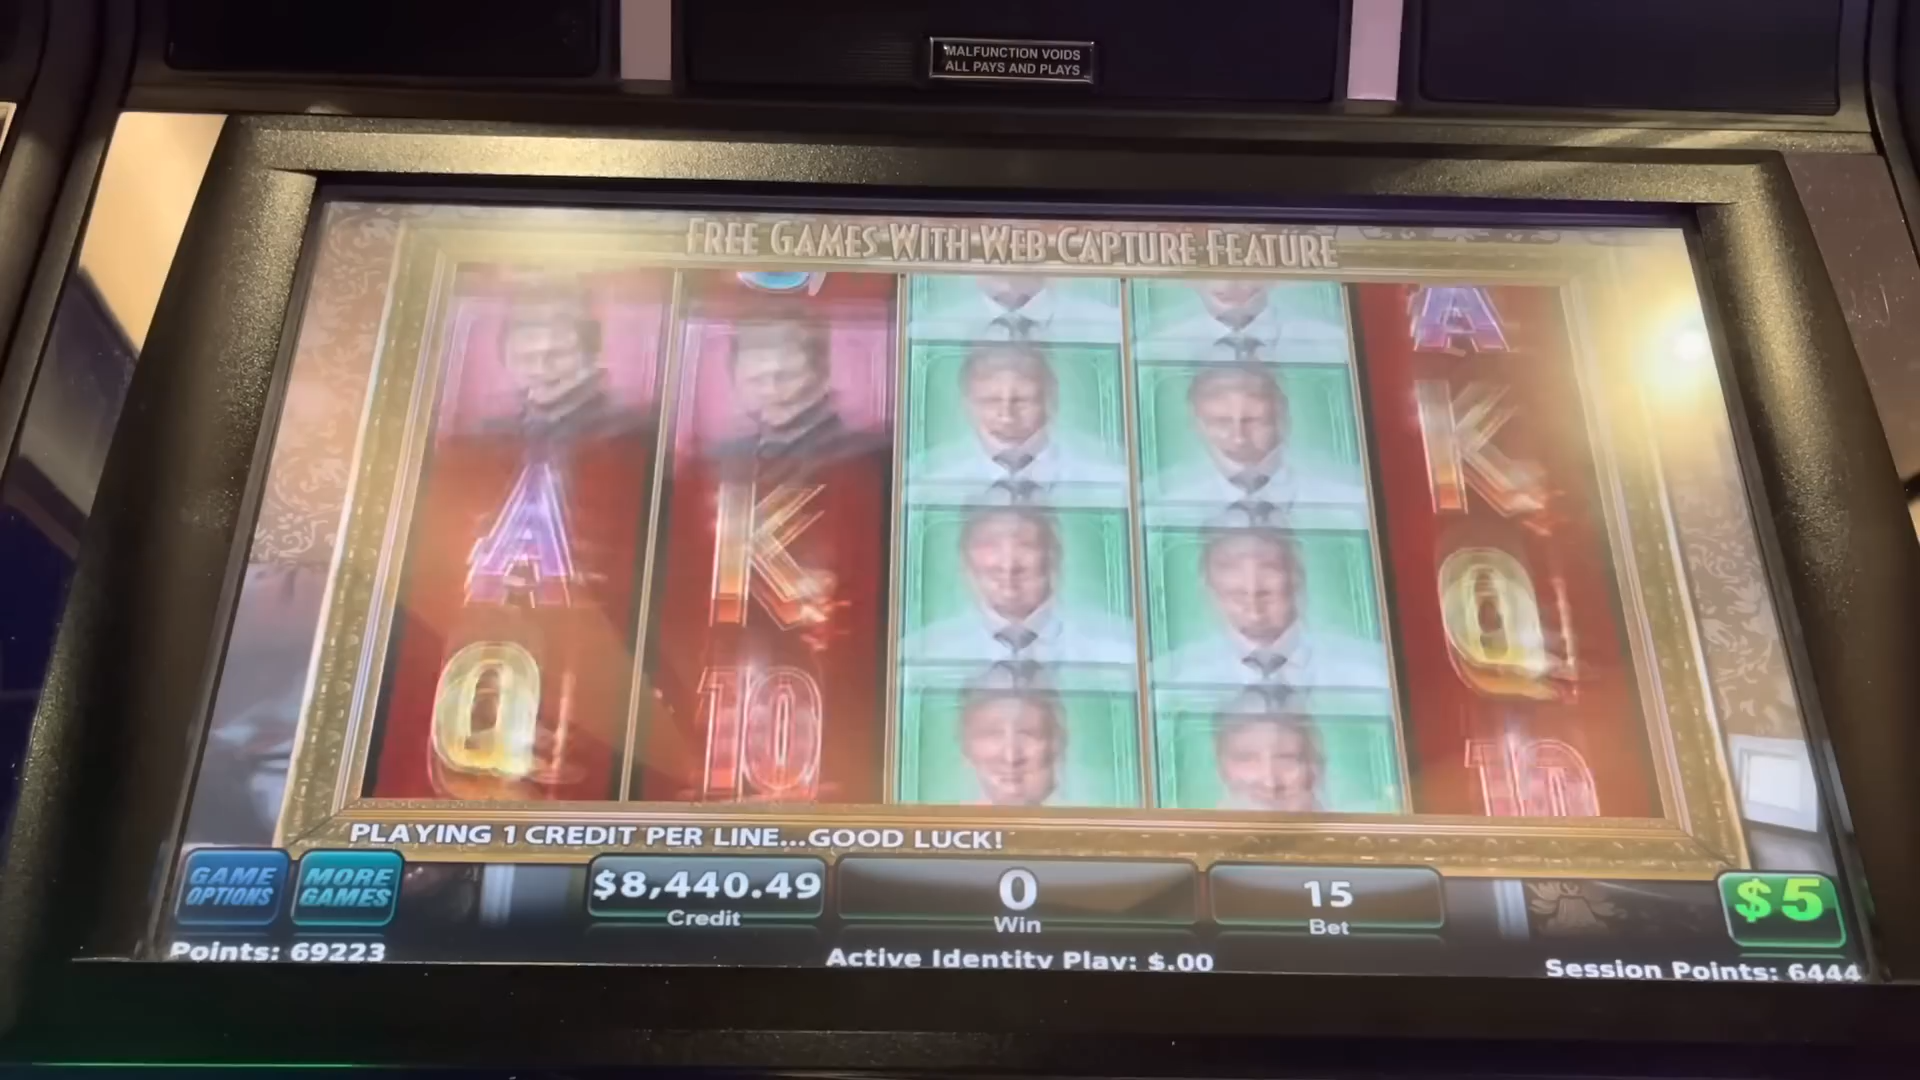 MALFUNCTION VOIDS
ALL PAYS AND PLAYS
FREE GAMES WITH WEB CAPTURE FEATURE
A
K
A K
Q
Q 10
10
PLAYING 1 CREDIT PER LINE...GOOD LUCK!
GAME OPTIONS
MORE GAMES
$8,440.49
Credit
0
Win
15
Bet
$5
Points: 69223
Active Identity Play: $.00
Session Points: 6444